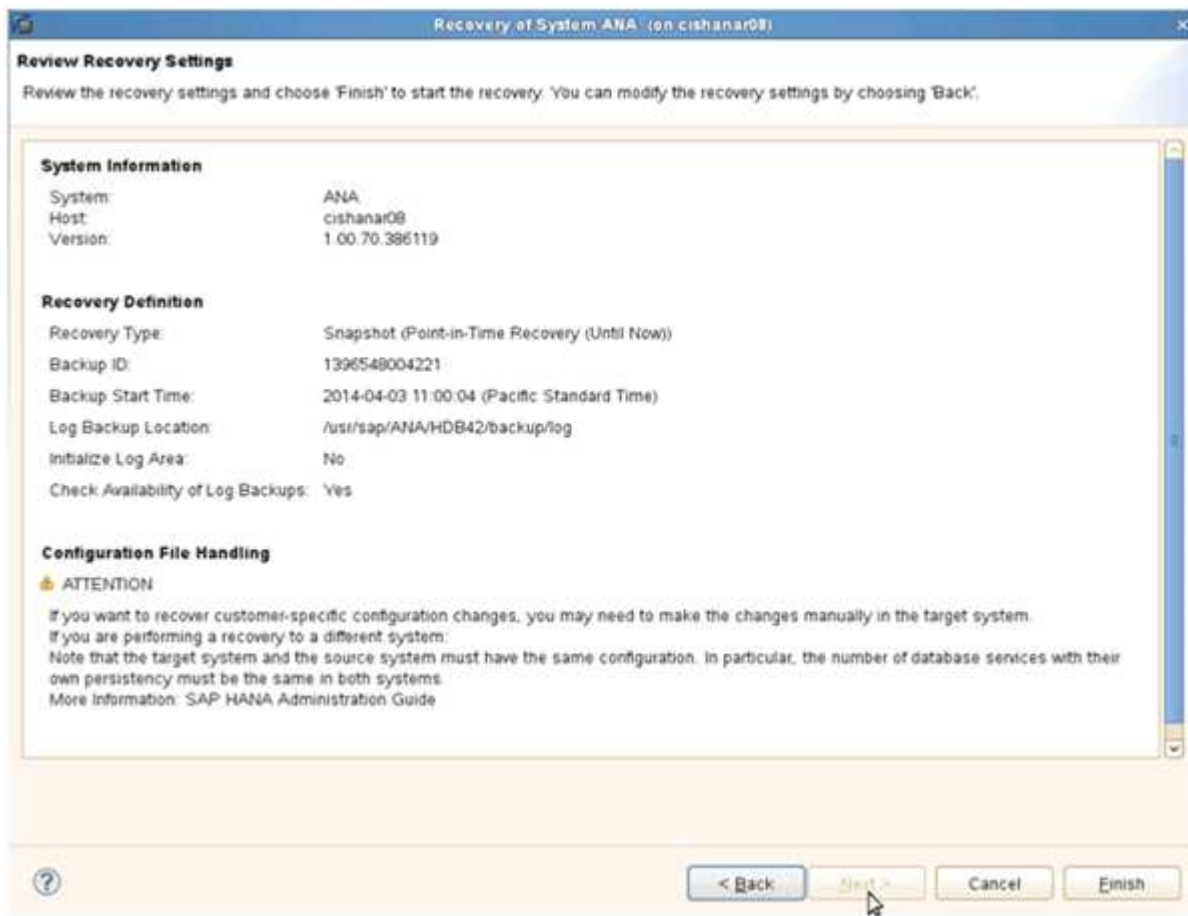 Recovery of System ANA (on cishanar08)
Review Recovery Settings
Review the recovery settings and choose 'Finish' to start the recovery. You can modify the recovery settings by choosing 'Back'.
System Information
System: ANA
Host: cishanar08
Version: 1.00.70.386119
Recovery Definition
Recovery Type: Snapshot (Point-in-Time Recovery (Until Now))
Backup ID: 1396548004221
Backup Start Time: 2014-04-03 11:00:04 (Pacific Standard Time)
Log Backup Location: /usr/sap/ANA/HDB42/backup/log
Initialize Log Area: No
Check Availability of Log Backups: Yes
Configuration File Handling
ATTENTION
If you want to recover customer-specific configuration changes, you may need to make the changes manually in the target system.
If you are performing a recovery to a different system:
Note that the target system and the source system must have the same configuration. In particular, the number of database services with their
own persistency must be the same in both systems.
More Information: SAP HANA Administration Guide
< Back Next > Cancel Finish